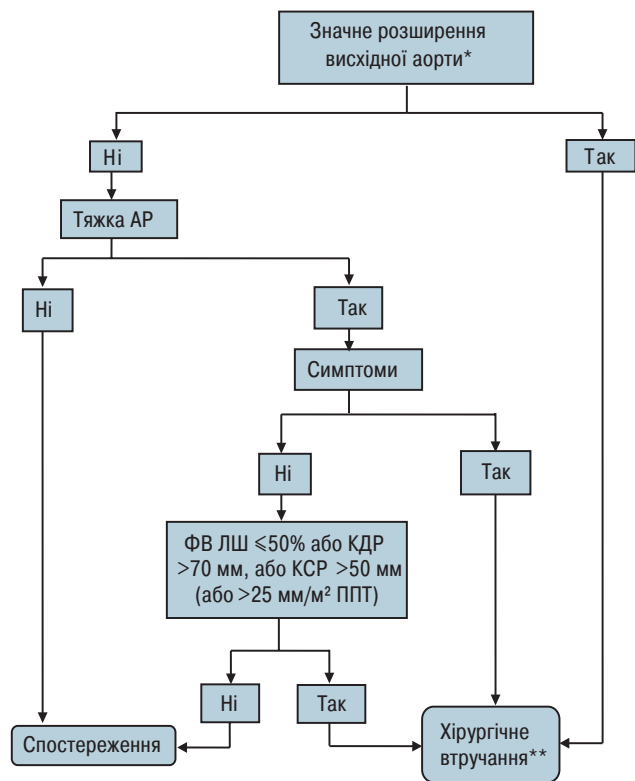 Значне розширення
висхідної аорти*
Ні
Так
Тяжка АР
Ні
Так
Симптоми
Ні
Так
ФВ ЛШ ⩽50% або КДР
>70 мм, або КСР >50 мм
(або >25 мм/м² ППТ)
Ні
Так
Спостереження
Хірургічне
втручання**